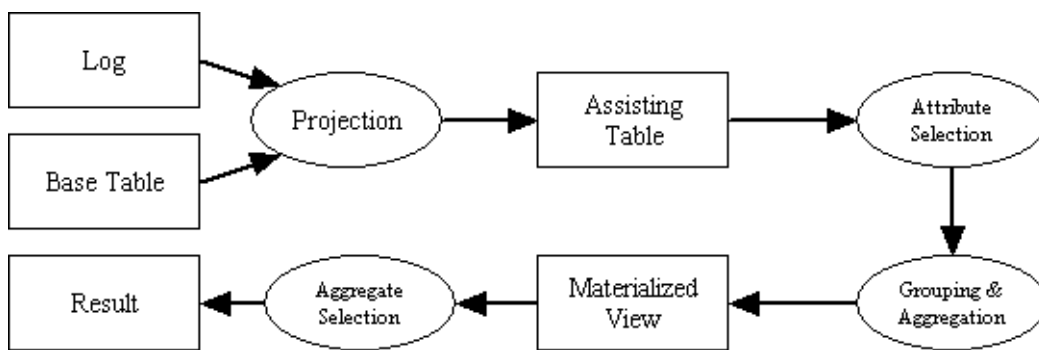 Log
Projection
Assisting
Table
Attribute
Selection
Base Table
Result
Aggregate
Selection
Materialized
View
Grouping &
Aggregation